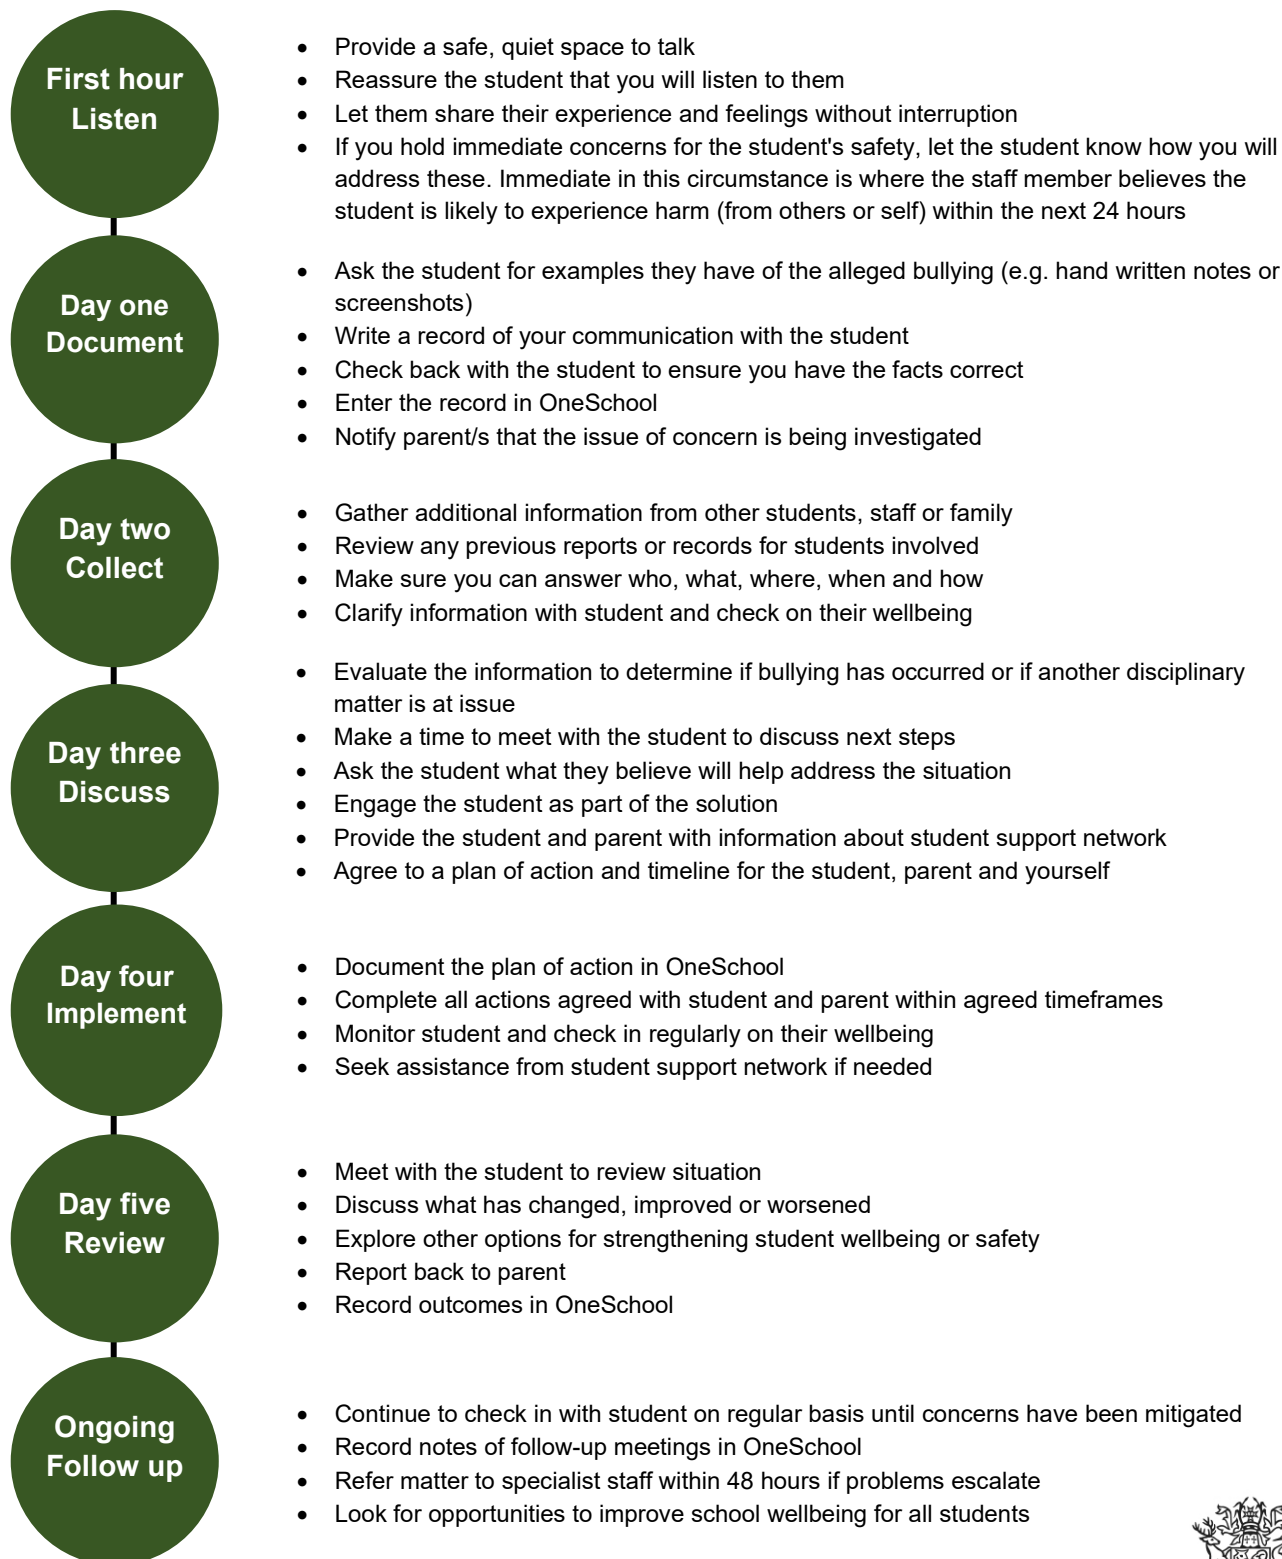 First hour
Listen
• Provide a safe, quiet space to talk
• Reassure the student that you will listen to them
• Let them share their experience and feelings without interruption
• If you hold immediate concerns for the student's safety, let the student know how you will
address these. Immediate in this circumstance is where the staff member believes the
student is likely to experience harm (from others or self) within the next 24 hours
Day one
Document
• Ask the student for examples they have of the alleged bullying (e.g. hand written notes or
screenshots)
• Write a record of your communication with the student
• Check back with the student to ensure you have the facts correct
• Enter the record in OneSchool
• Notify parent/s that the issue of concern is being investigated
Day two
Collect
• Gather additional information from other students, staff or family
• Review any previous reports or records for students involved
• Make sure you can answer who, what, where, when and how
• Clarify information with student and check on their wellbeing
Day three
Discuss
• Evaluate the information to determine if bullying has occurred or if another disciplinary
matter is at issue
• Make a time to meet with the student to discuss next steps
• Ask the student what they believe will help address the situation
• Engage the student as part of the solution
• Provide the student and parent with information about student support network
• Agree to a plan of action and timeline for the student, parent and yourself
Day four
Implement
• Document the plan of action in OneSchool
• Complete all actions agreed with student and parent within agreed timeframes
• Monitor student and check in regularly on their wellbeing
• Seek assistance from student support network if needed
Day five
Review
• Meet with the student to review situation
• Discuss what has changed, improved or worsened
• Explore other options for strengthening student wellbeing or safety
• Report back to parent
• Record outcomes in OneSchool
Ongoing
Follow up
• Continue to check in with student on regular basis until concerns have been mitigated
• Record notes of follow-up meetings in OneSchool
• Refer matter to specialist staff within 48 hours if problems escalate
• Look for opportunities to improve school wellbeing for all students